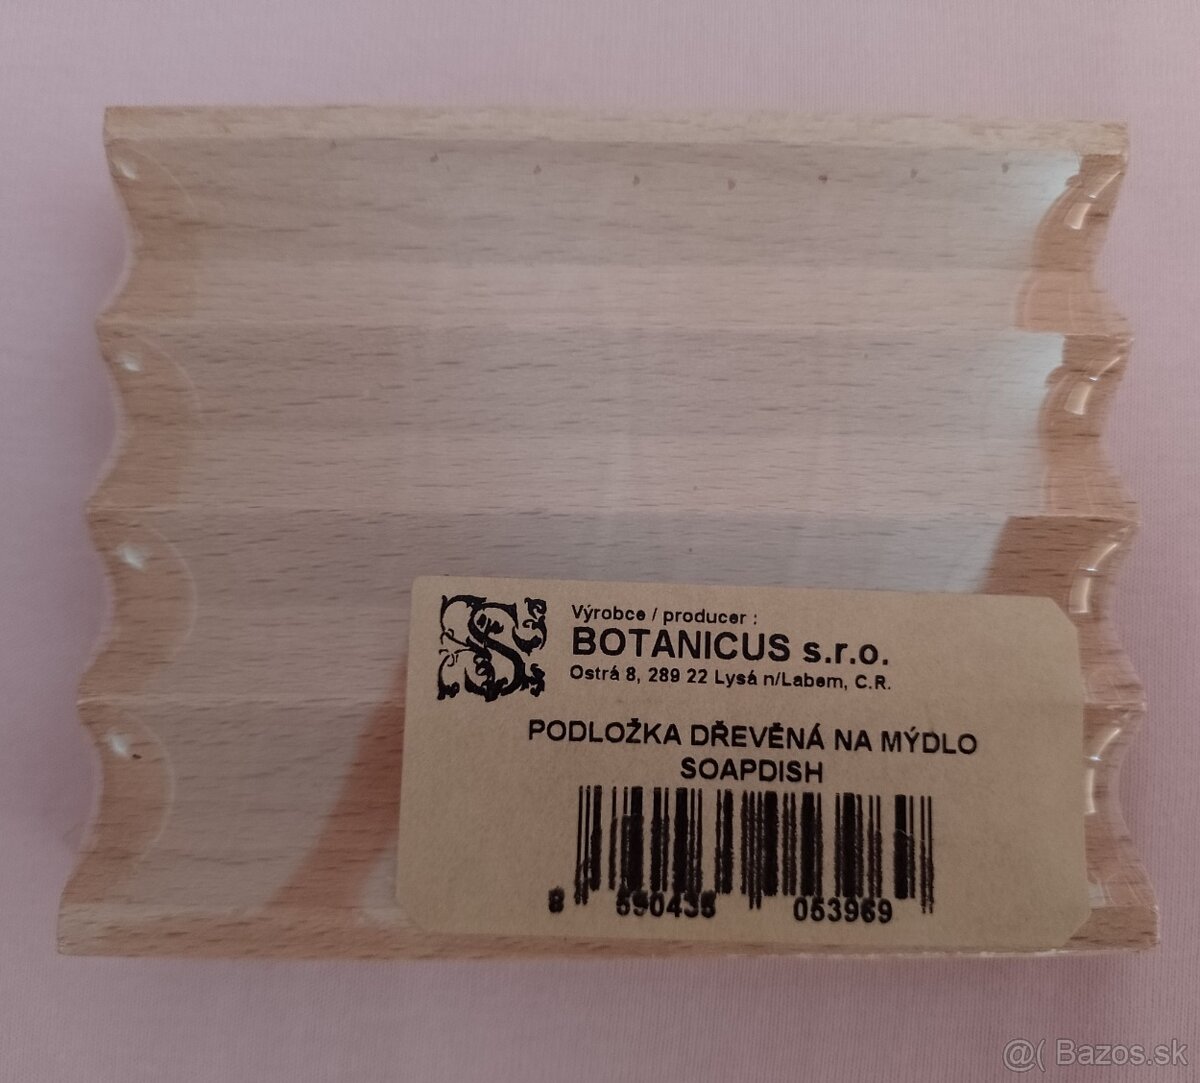 Výrobce / producer :
BOTANICUS s.r.o.
Ostrá 8, 289 22 Lysá n/Labem, C.R.
PODLOŽKA DŘEVĚNÁ NA MÝDLO
SOAPDISH
8 590435 053969
@( Bazos.sk